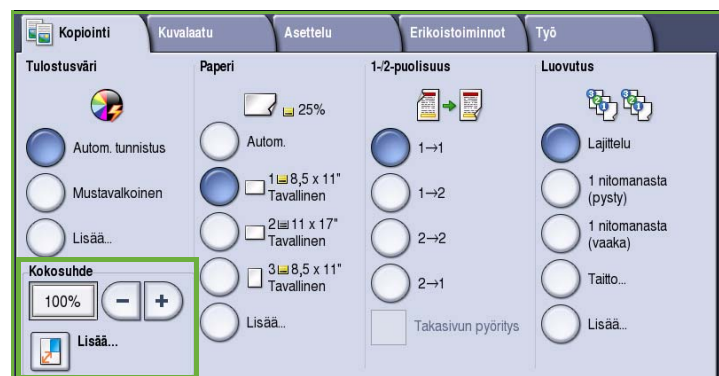 Kopiointi
Kuvalaatu
Asettelu
Erikoistoiminnot
Työ
Tulostusväri
Autom. tunnistus
Mustavalkoinen
Lisää...
Kokosuhde
100%
Lisää...
Paperi
25%
Autom.
1 8,5 x 11"
Tavallinen
2 11 x 17"
Tavallinen
3 8,5 x 11"
Tavallinen
Lisää...
1-/2-puolisuus
1→1
1→2
2→2
2→1
Takasivun pyöritys
Luovutus
Lajittelu
1 nitomanasta
(pysty)
1 nitomanasta
(vaaka)
Taitto...
Lisää...